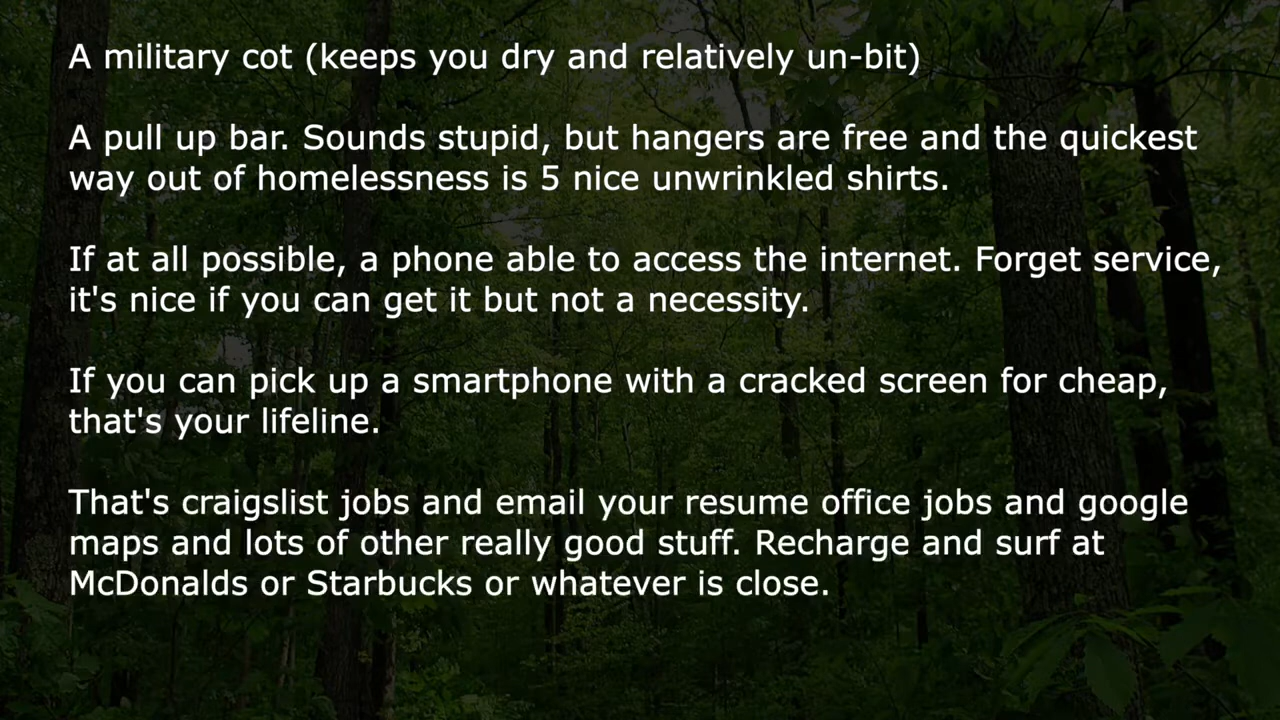 A military cot (keeps you dry and relatively un-bit)
A pull up bar. Sounds stupid, but hangers are free and the quickest
way out of homelessness is 5 nice unwrinkled shirts.
If at all possible, a phone able to access the internet. Forget service,
it's nice if you can get it but not a necessity.
If you can pick up a smartphone with a cracked screen for cheap,
that's your lifeline.
That's craigslist jobs and email your resume office jobs and google
maps and lots of other really good stuff. Recharge and surf at
McDonalds or Starbucks or whatever is close.